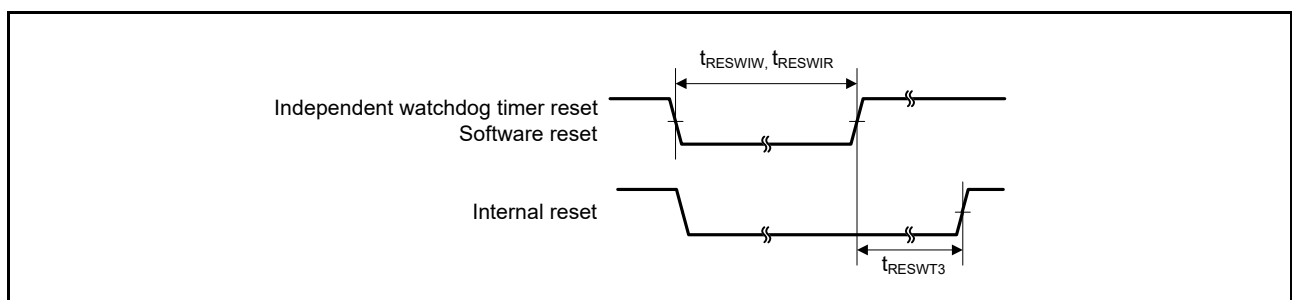 tRESWIW, tRESWIR
Independent watchdog timer reset
Software reset
Internal reset
tRESWT3